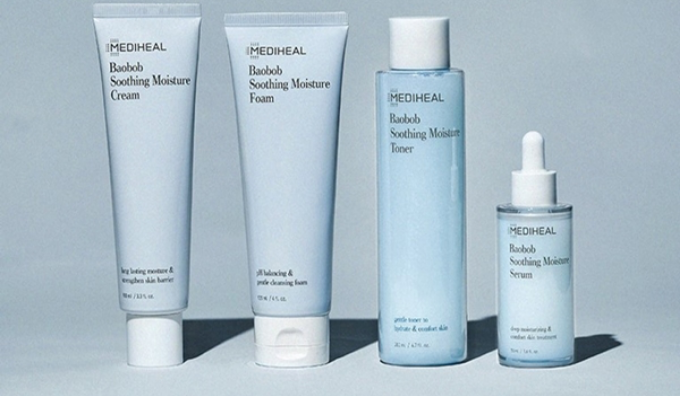 MEDIHEAL
Baobob
Soothing Moisture
Cream
long lasting moisture &
strengthen skin barrier
MEDIHEAL
Baobob
Soothing Moisture
Foam
pH balancing &
gentle cleansing foam
MEDIHEAL
Baobob
Soothing Moisture
Toner
gentle toner to
hydrate & comfort skin
MEDIHEAL
Baobob
Soothing Moisture
Serum
deep moisturizing &
comfort skin treatment